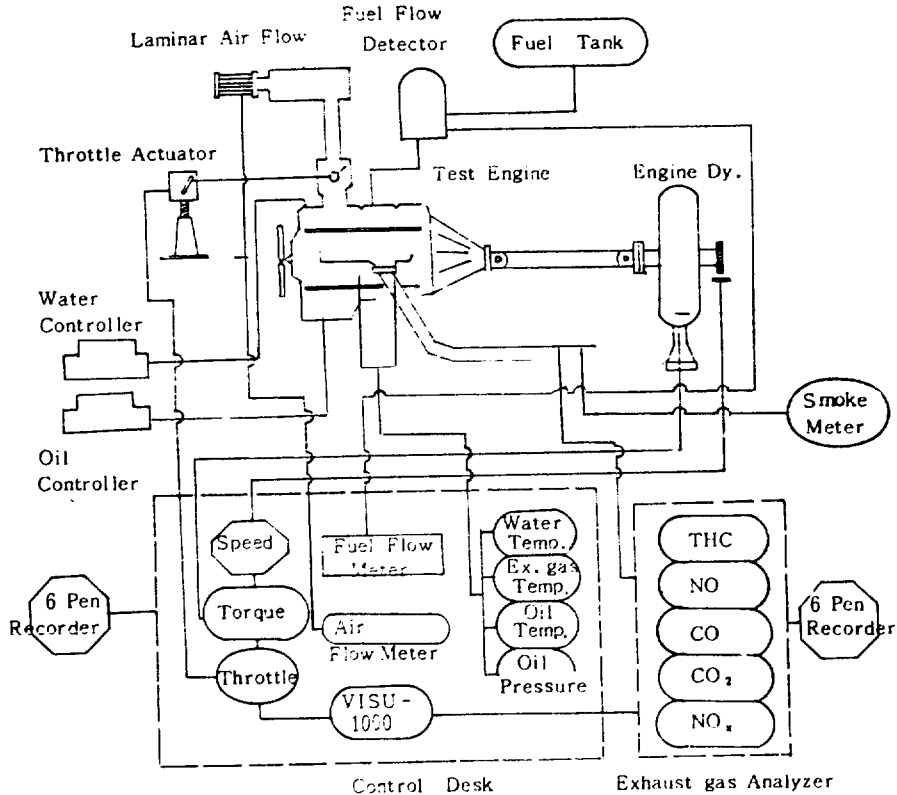 Fuel Flow
Detector
Laminar Air Flow
Fuel Tank
Throttle Actuator
Test Engine
Engine Dy.
Water
Controller
Oil
Controller
Smoke
Meter
Speed
Fuel Flow
Meter
Water
Temp.
Ex. gas
Temp.
Oil
Temp.
Oil
Pressure
THC
NO
CO
CO₂
NOₓ
6 Pen
Recorder
Torque
Air
Flow Meter
Throttle
VISU-
1000
6 Pen
Recorder
Control Desk
Exhaust gas Analyzer